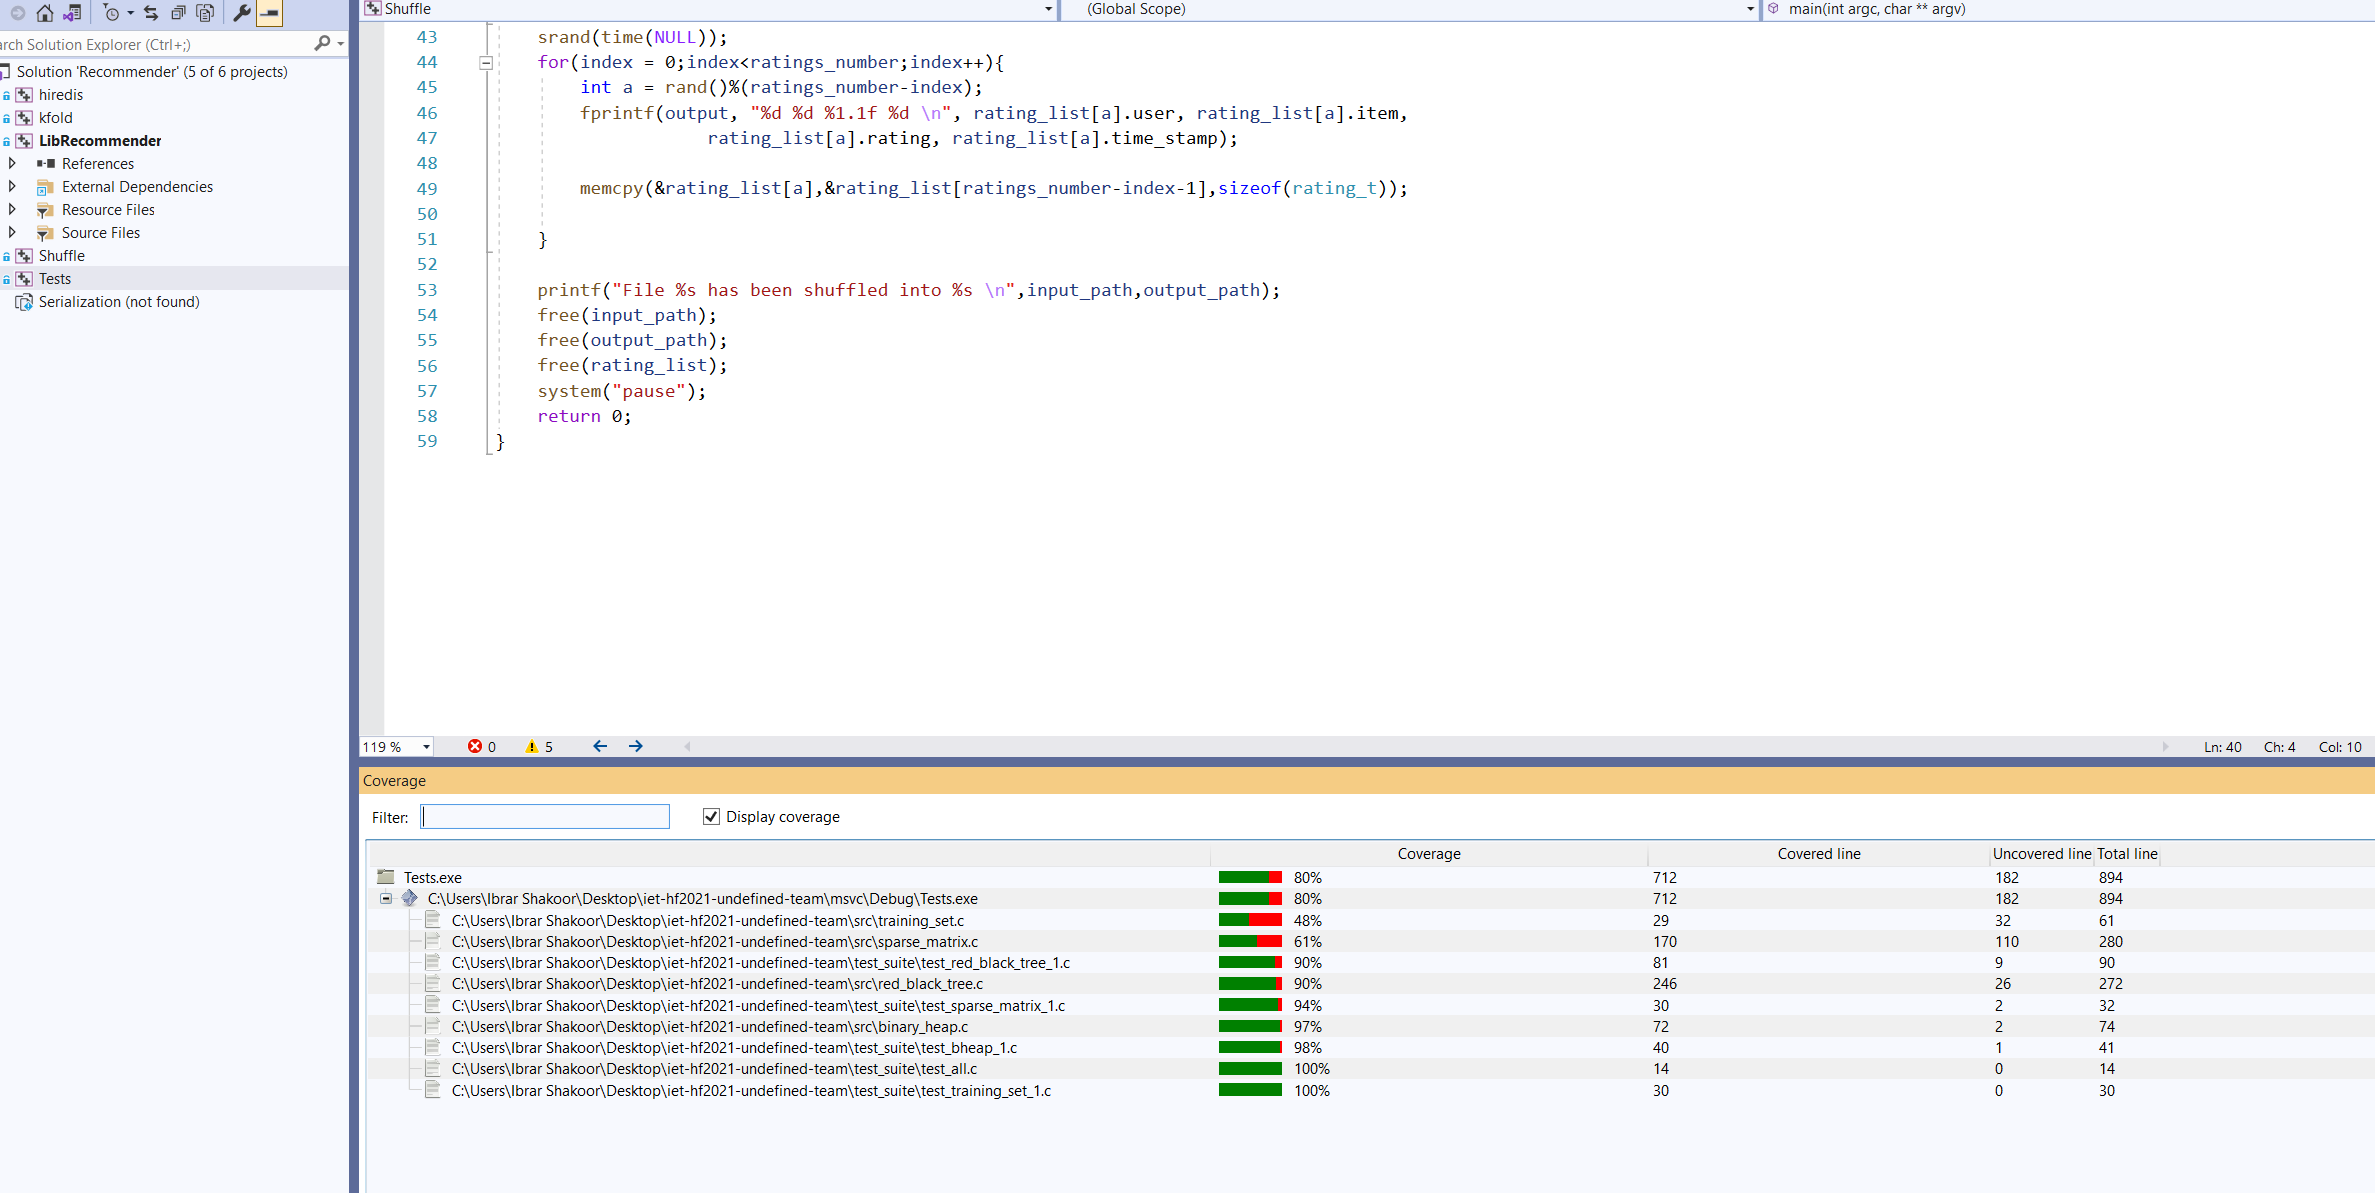 rch Solution Explorer (Ctrl+;)
Solution 'Recommender' (5 of 6 projects)
hiredis
kfold
LibRecommender
References
External Dependencies
Resource Files
Source Files
Shuffle
Tests
Serialization (not found)
Shuffle (Global Scope) main(int argc, char ** argv)
43 srand(time(NULL));
44 for(index = 0;index<ratings_number;index++){
45 int a = rand()%(ratings_number-index);
46 fprintf(output, "%d %d %1.1f %d \n", rating_list[a].user, rating_list[a].item,
47 rating_list[a].rating, rating_list[a].time_stamp);
48
49 memcpy(&rating_list[a],&rating_list[ratings_number-index-1],sizeof(rating_t));
50
51 }
52
53 printf("File %s has been shuffled into %s \n",input_path,output_path);
54 free(input_path);
55 free(output_path);
56 free(rating_list);
57 system("pause");
58 return 0;
59 }
119 % 0 5 Ln: 40 Ch: 4 Col: 10
Coverage
Filter: Display coverage
Coverage Covered line Uncovered line Total line
Tests.exe 80% 712 182 894
C:\Users\Ibrar Shakoor\Desktop\iet-hf2021-undefined-team\msvc\Debug\Tests.exe 80% 712 182 894
C:\Users\Ibrar Shakoor\Desktop\iet-hf2021-undefined-team\src\training_set.c 48% 29 32 61
C:\Users\Ibrar Shakoor\Desktop\iet-hf2021-undefined-team\src\sparse_matrix.c 61% 170 110 280
C:\Users\Ibrar Shakoor\Desktop\iet-hf2021-undefined-team\test_suite\test_red_black_tree_1.c 90% 81 9 90
C:\Users\Ibrar Shakoor\Desktop\iet-hf2021-undefined-team\src\red_black_tree.c 90% 246 26 272
C:\Users\Ibrar Shakoor\Desktop\iet-hf2021-undefined-team\test_suite\test_sparse_matrix_1.c 94% 30 2 32
C:\Users\Ibrar Shakoor\Desktop\iet-hf2021-undefined-team\src\binary_heap.c 97% 72 2 74
C:\Users\Ibrar Shakoor\Desktop\iet-hf2021-undefined-team\test_suite\test_bheap_1.c 98% 40 1 41
C:\Users\Ibrar Shakoor\Desktop\iet-hf2021-undefined-team\test_suite\test_all.c 100% 14 0 14
C:\Users\Ibrar Shakoor\Desktop\iet-hf2021-undefined-team\test_suite\test_training_set_1.c 100% 30 0 30